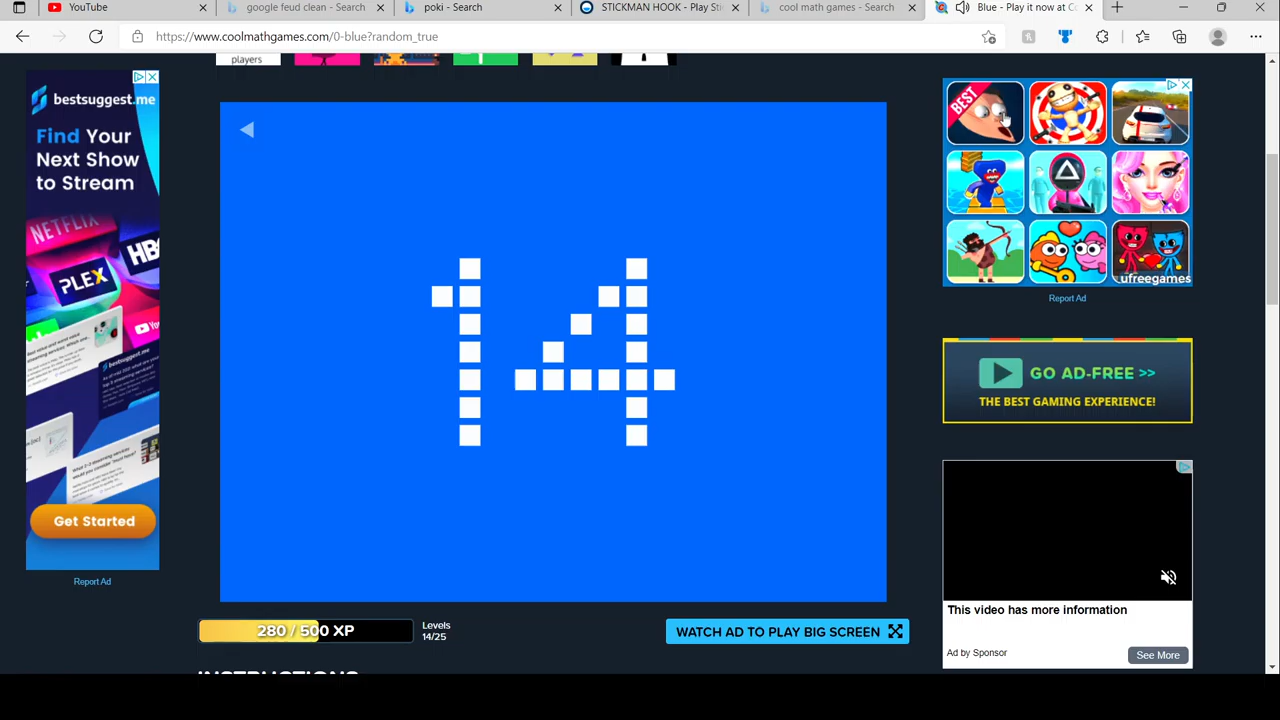 YouTube
google feud clean - Search
poki - Search
STICKMAN HOOK - Play Sti
cool math games - Search
Blue - Play it now at C
https://www.coolmathgames.com/0-blue?random_true
players
bestsuggest.me
Find Your
Next Show
to Stream
NETFLIX
HBO
PLEX
Get Started
Report Ad
14
280 / 500 XP
Levels
14/25
WATCH AD TO PLAY BIG SCREEN
INSTRUCTIONS
BEST
ufreegames
Report Ad
GO AD-FREE >>
THE BEST GAMING EXPERIENCE!
This video has more information
Ad by Sponsor
See More